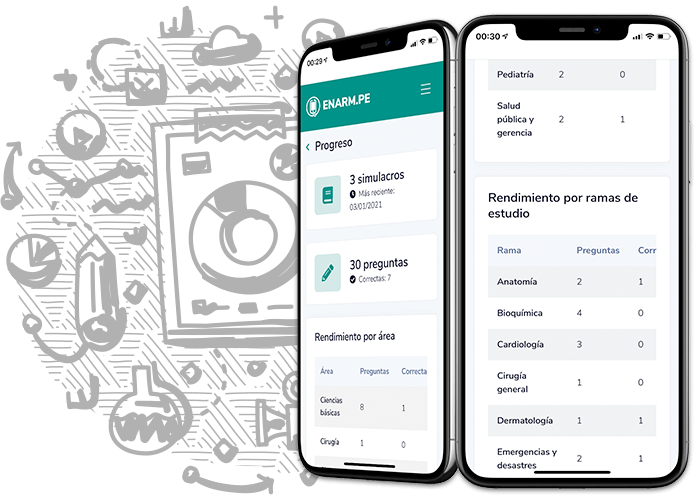 00:29
ENARM.PE
Progreso
3 simulacros
Más reciente:
03/01/2021
30 preguntas
Correctas: 7
Rendimiento por área
Área Preguntas Correcta
Ciencias
básicas 8 1
Cirugía 1 0
00:30
Pediatría 2 0
Salud
pública y 2 1
gerencia
Rendimiento por ramas de
estudio
Rama Preguntas Corr
Anatomía 2 1
Bioquímica 4 0
Cardiología 3 0
Cirugía
general 1 0
Dermatología 1 1
Emergencias y
desastres 2 1